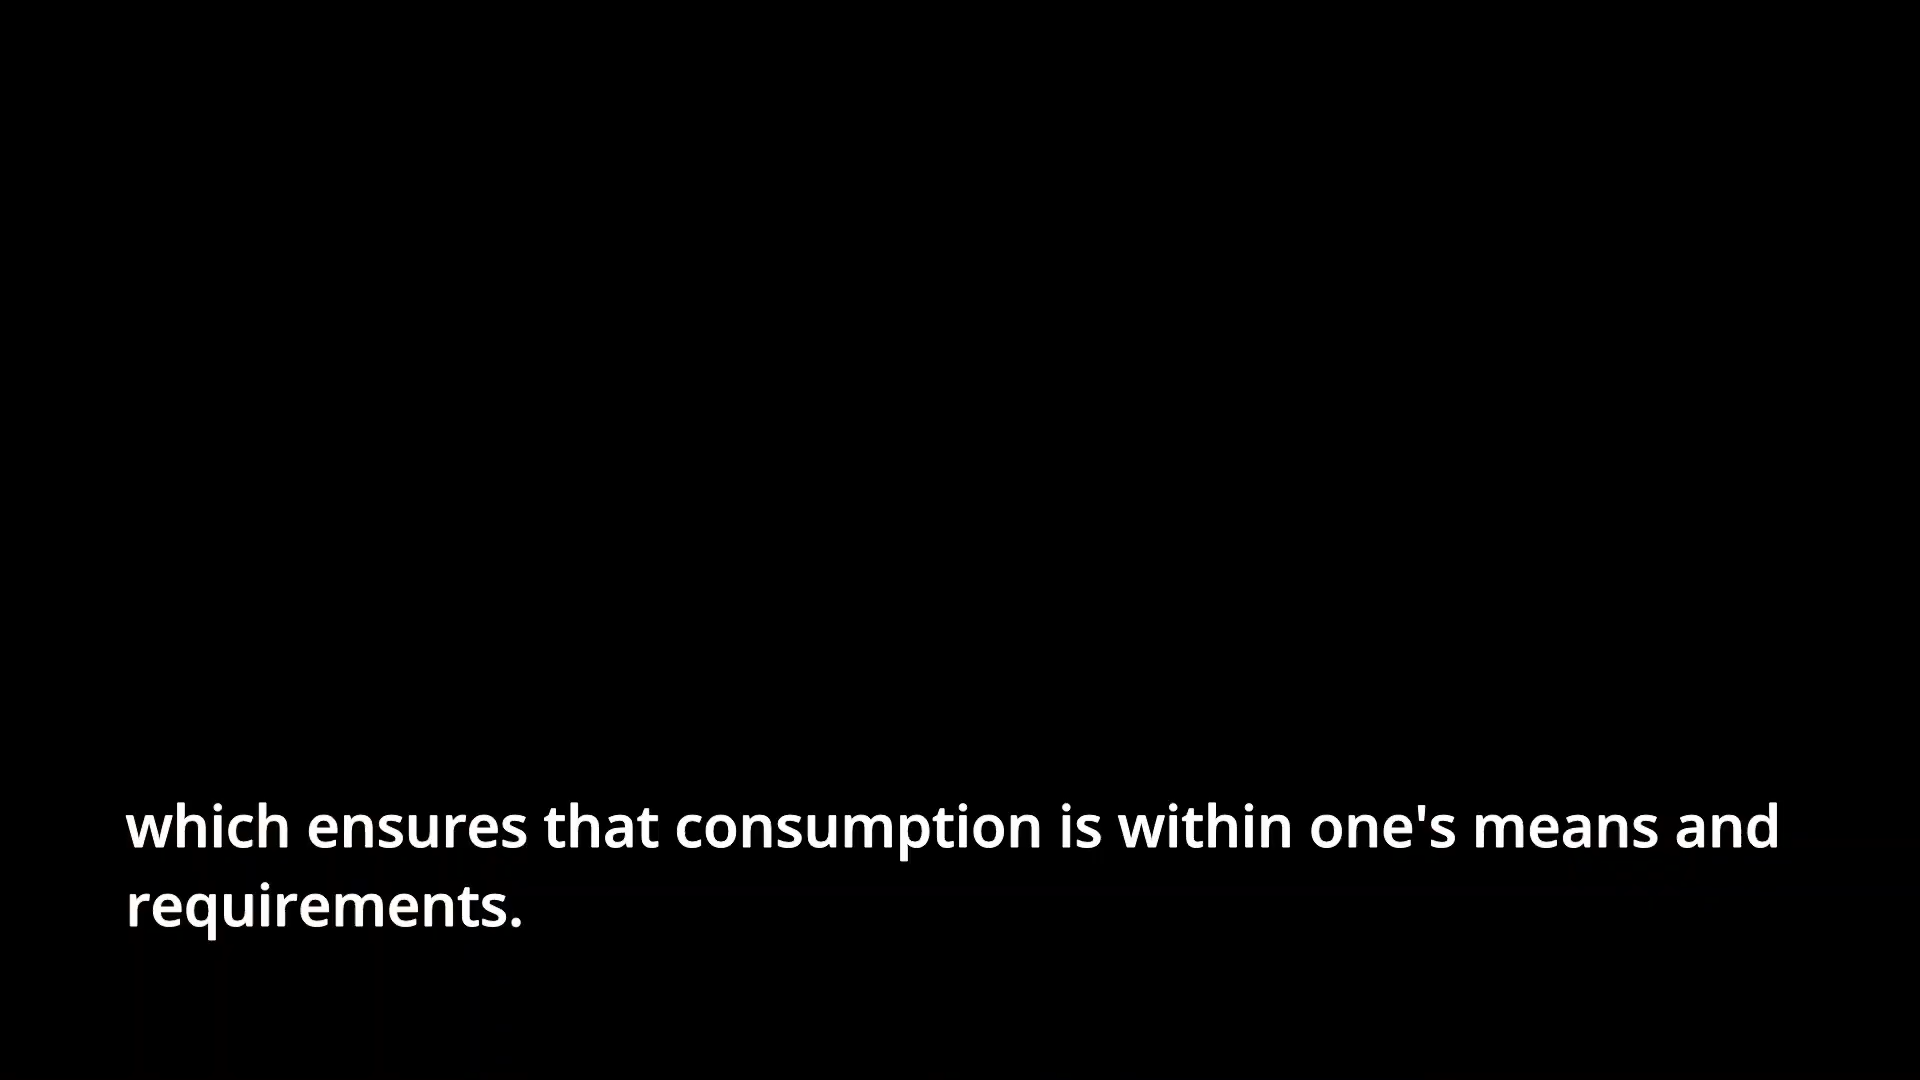 which ensures that consumption is within one's means and
requirements.